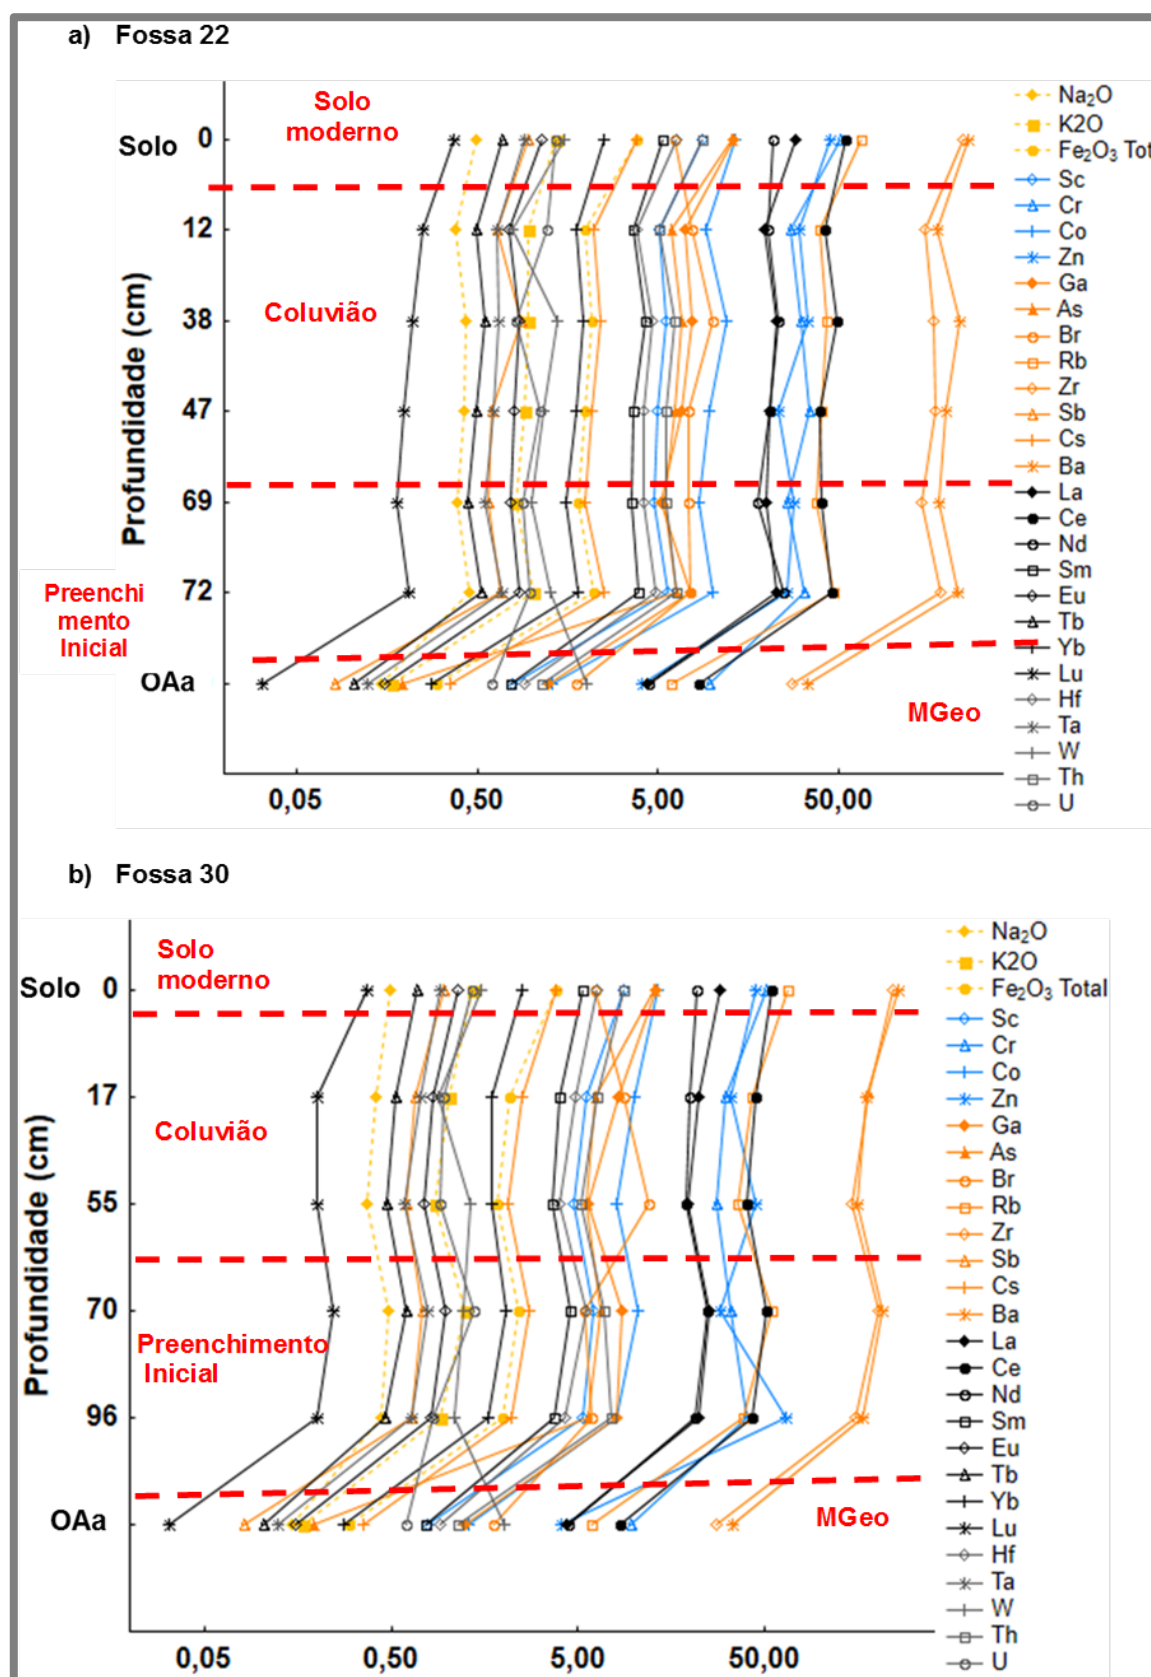 a) Fossa 22
Solo
moderno
Solo
0
12
Coluvião
38
47
69
72
Profundidade (cm)
Preenchi
mento
Inicial
OAa
MGeo
0,05 0,50 5,00 50,00
Na₂O
K2O
Fe₂O₃ Tot
Sc
Cr
Co
Zn
Ga
As
Br
Rb
Zr
Sb
Cs
Ba
La
Ce
Nd
Sm
Eu
Tb
Yb
Lu
Hf
Ta
W
Th
U
b) Fossa 30
Solo
moderno
Solo
0
17
Coluvião
55
70
Preenchimento
Inicial
96
Profundidade (cm)
OAa
MGeo
0,05 0,50 5,00 50,00
Na₂O
K2O
Fe₂O₃ Total
Sc
Cr
Co
Zn
Ga
As
Br
Rb
Zr
Sb
Cs
Ba
La
Ce
Nd
Sm
Eu
Tb
Yb
Lu
Hf
Ta
W
Th
U